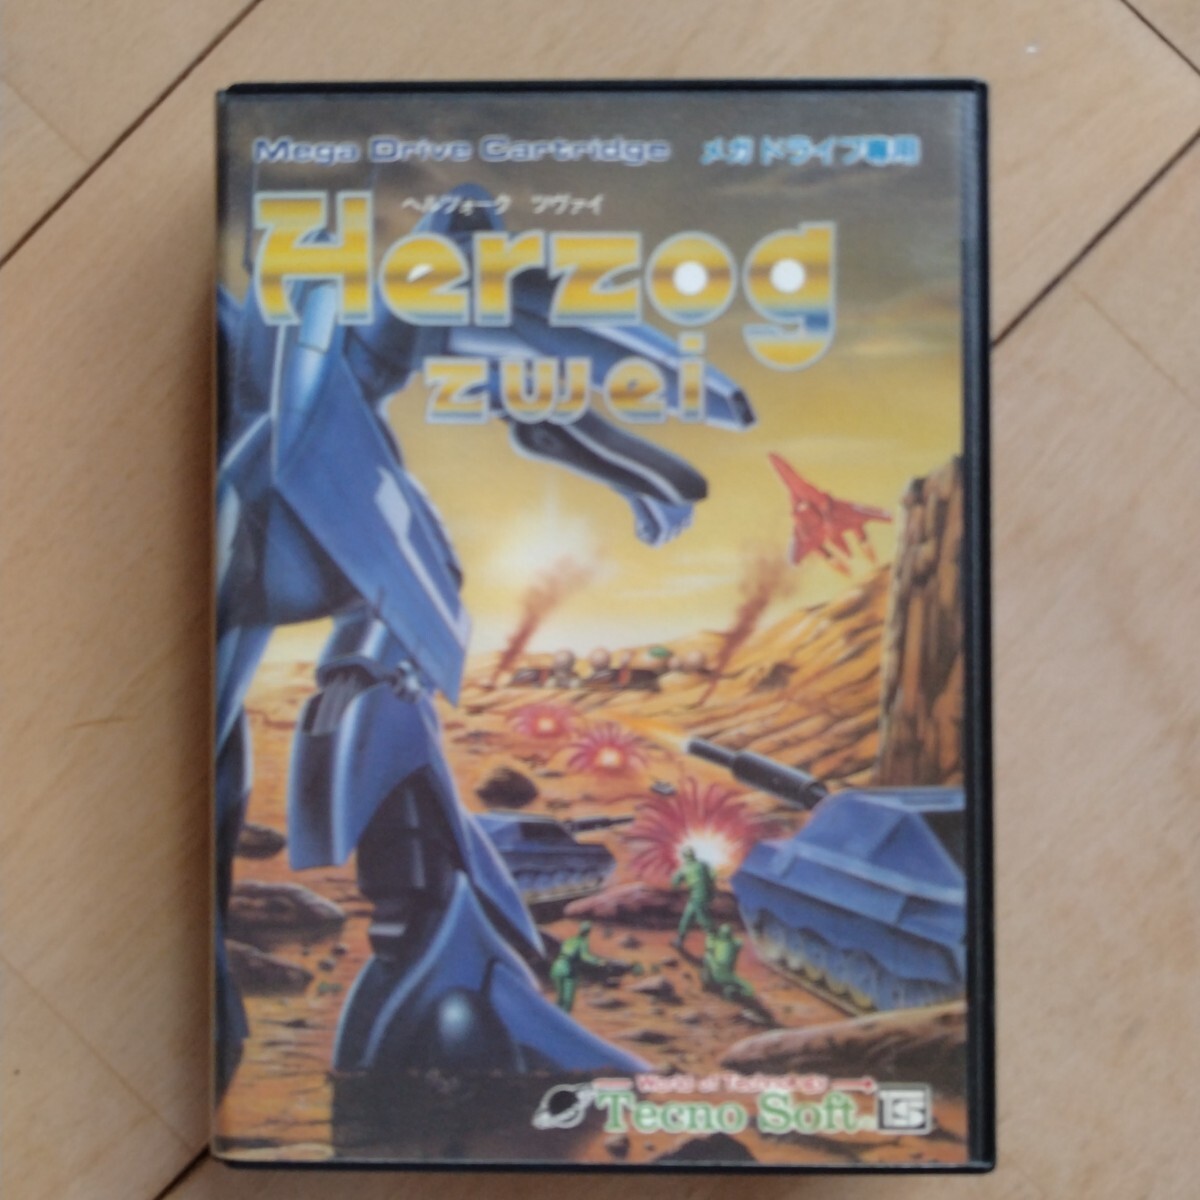 Mega Drive Cartridge メガドライブ専用
ヘルツォーク ツヴァイ
Herzog
zwei
World of Techno
Tecno Soft® TS